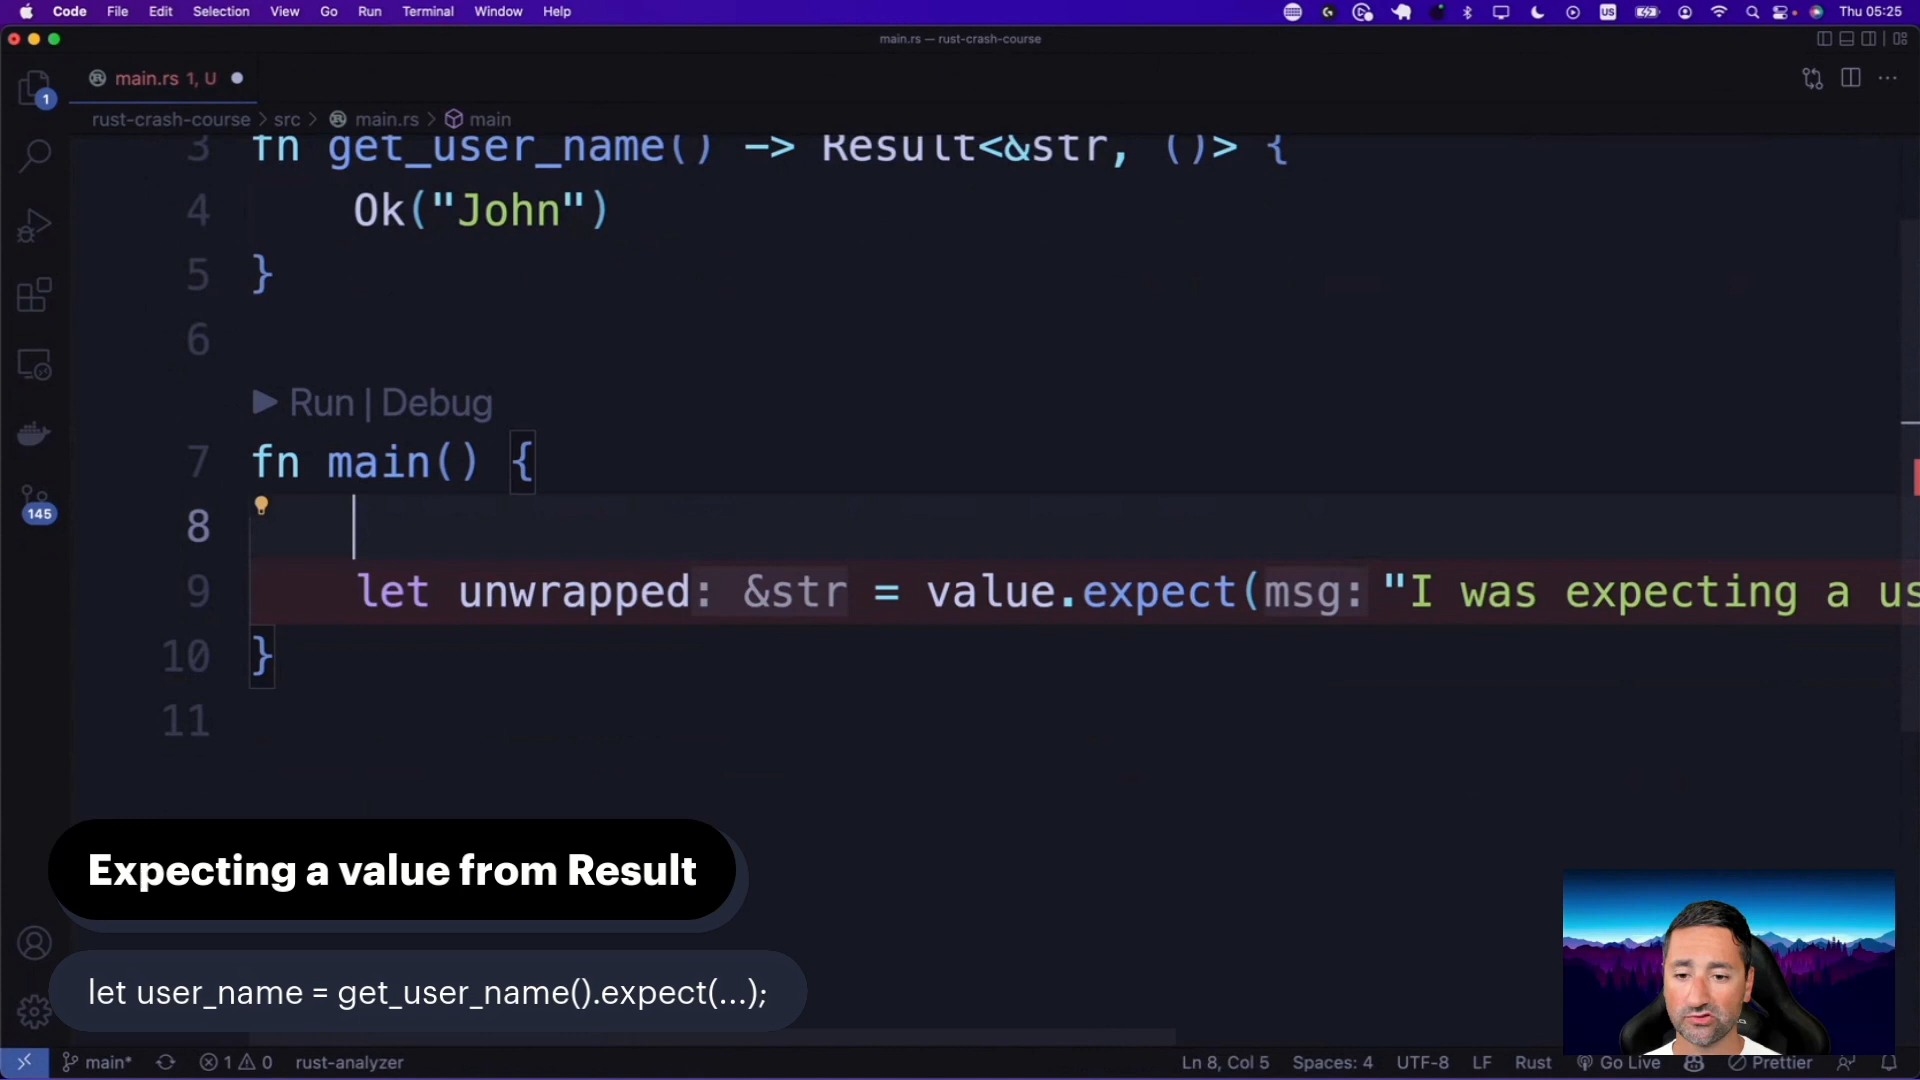 Code File Edit Selection View Go Run Terminal Window Help US Thu 05:25
main.rs — rust-crash-course
main.rs 1, U
1
rust-crash-course > src > main.rs > main
3 fn get_user_name() -> Result<&str, ()> {
4 Ok("John")
5 }
6
Run | Debug
7 fn main() {
8
145
9 let unwrapped: &str = value.expect(msg: "I was expecting a us
10 }
11
Expecting a value from Result
let user_name = get_user_name().expect(...);
main* 1 0 rust-analyzer Ln 8, Col 5 Spaces: 4 UTF-8 LF Rust Go Live Prettier